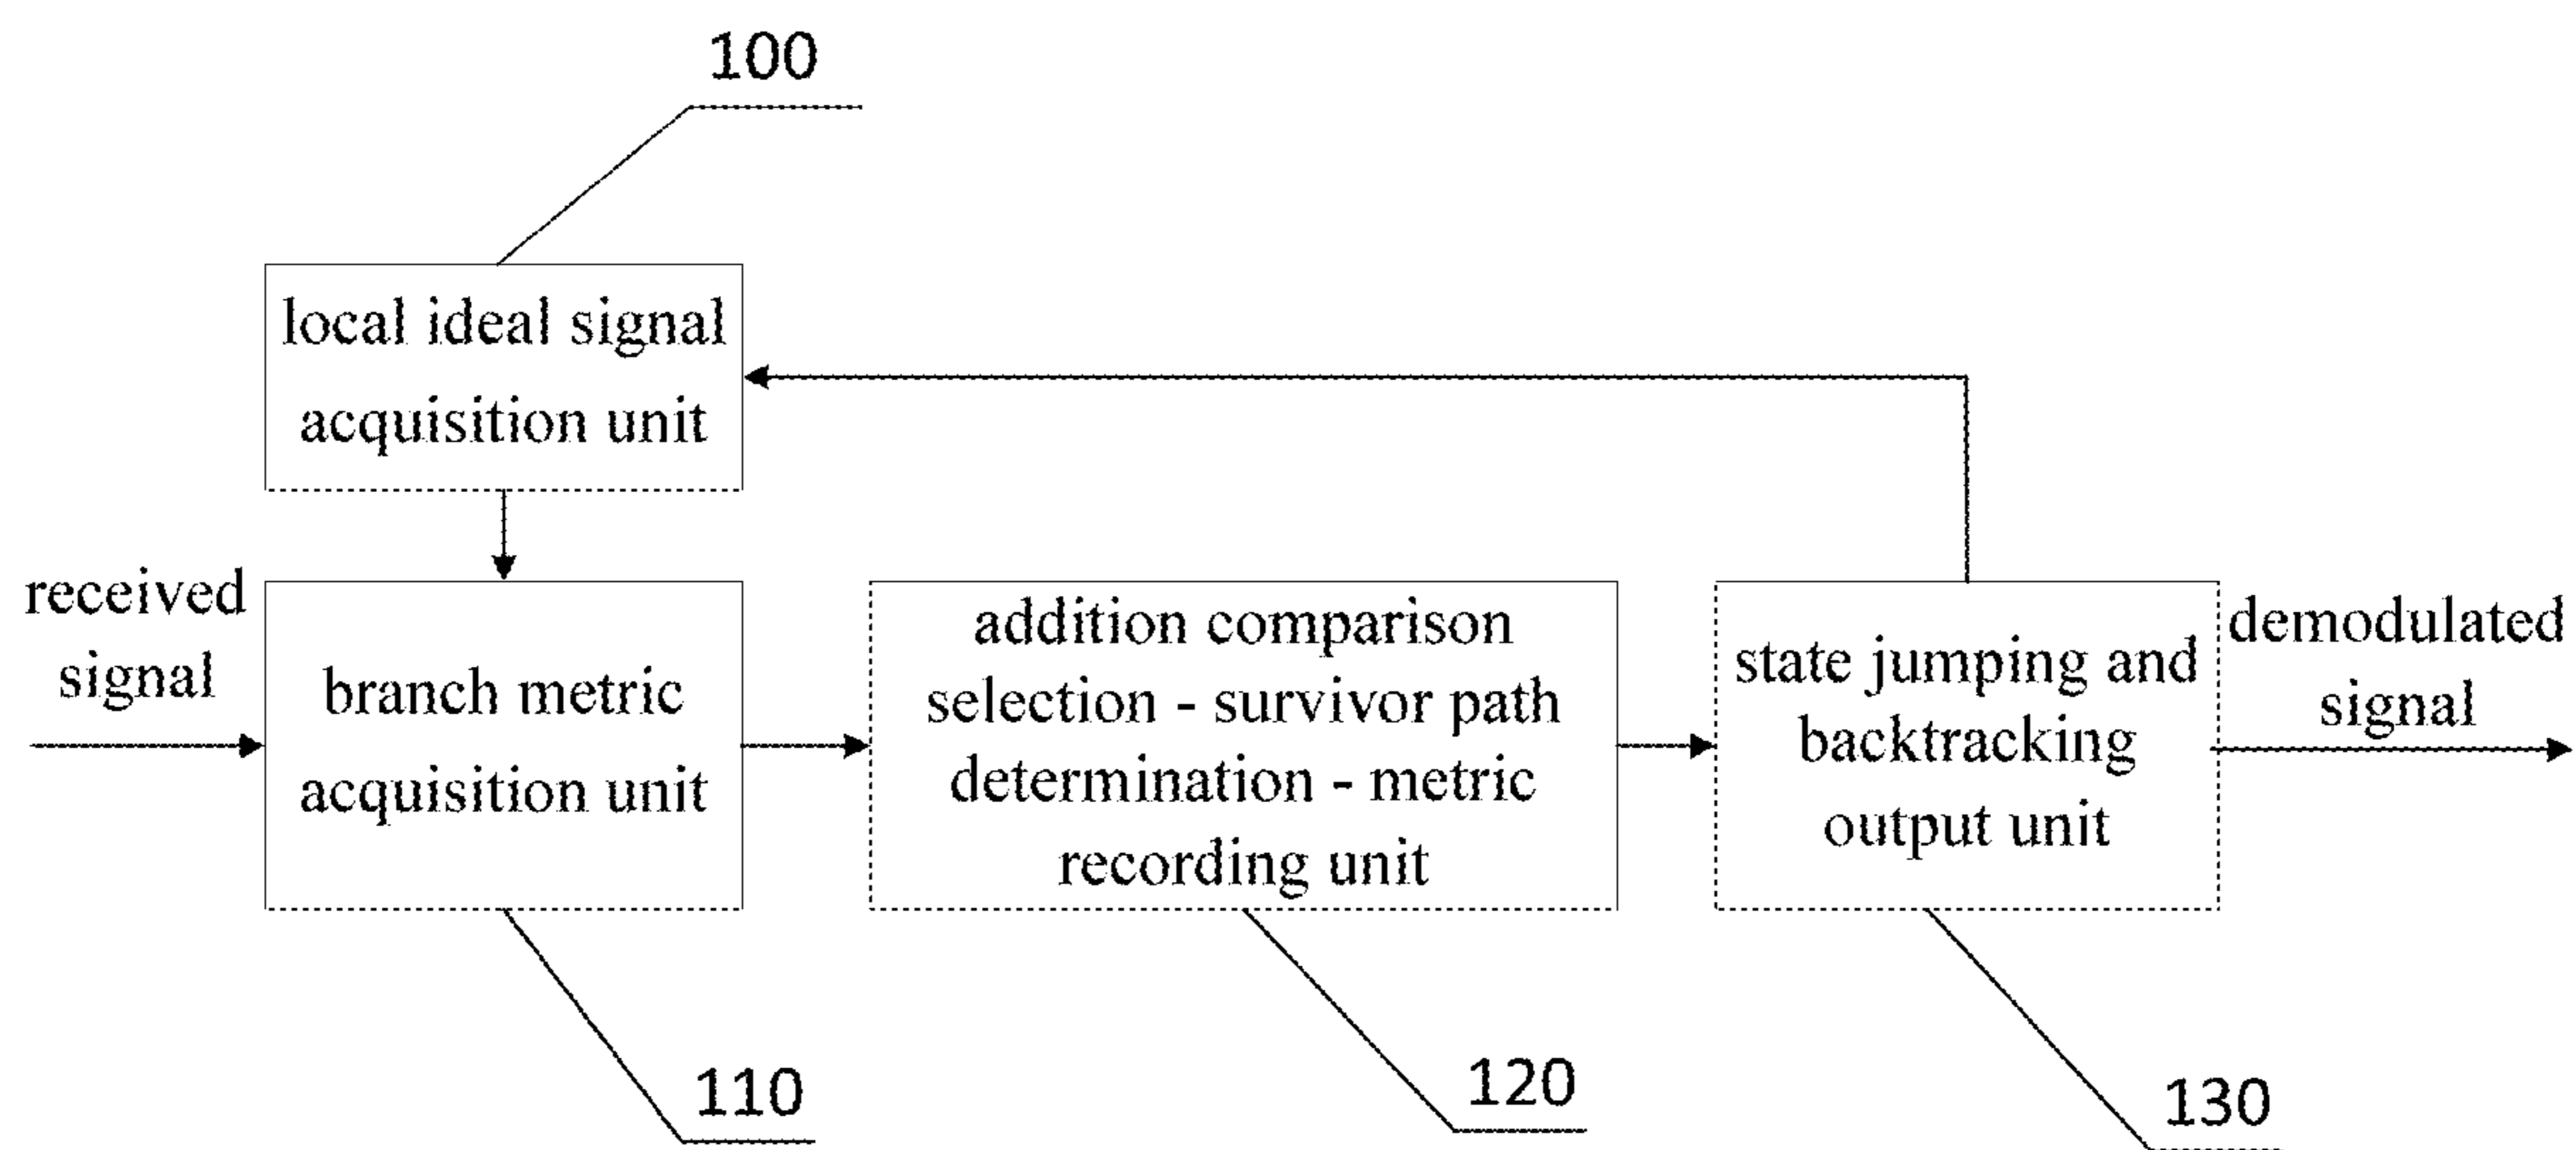 100
local ideal signal
acquisition unit
received
signal
branch metric
acquisition unit
addition comparison
selection - survivor path
determination - metric
recording unit
state jumping and
backtracking
output unit
demodulated
signal
110
120
130